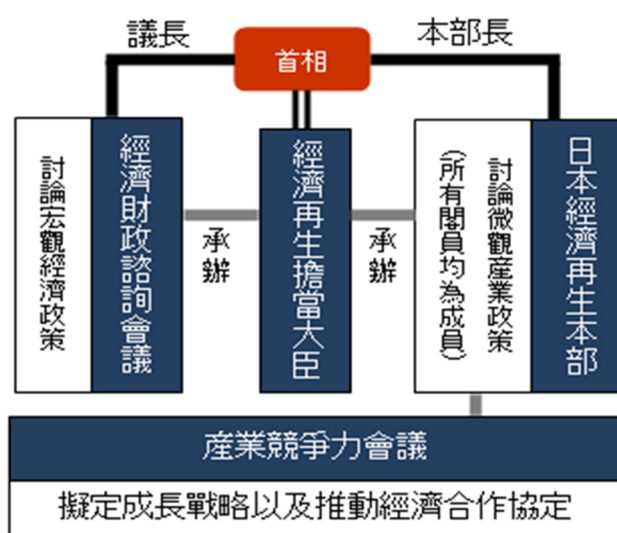 議長
首相
本部長
討論宏觀經濟政策
經濟財政諮詢會議
承辦
經濟再生擔當大臣
承辦
日本經濟再生本部
討論微觀產業政策
(所有閣員均為成員)
產業競爭力會議
擬定成長戰略以及推動經濟合作協定